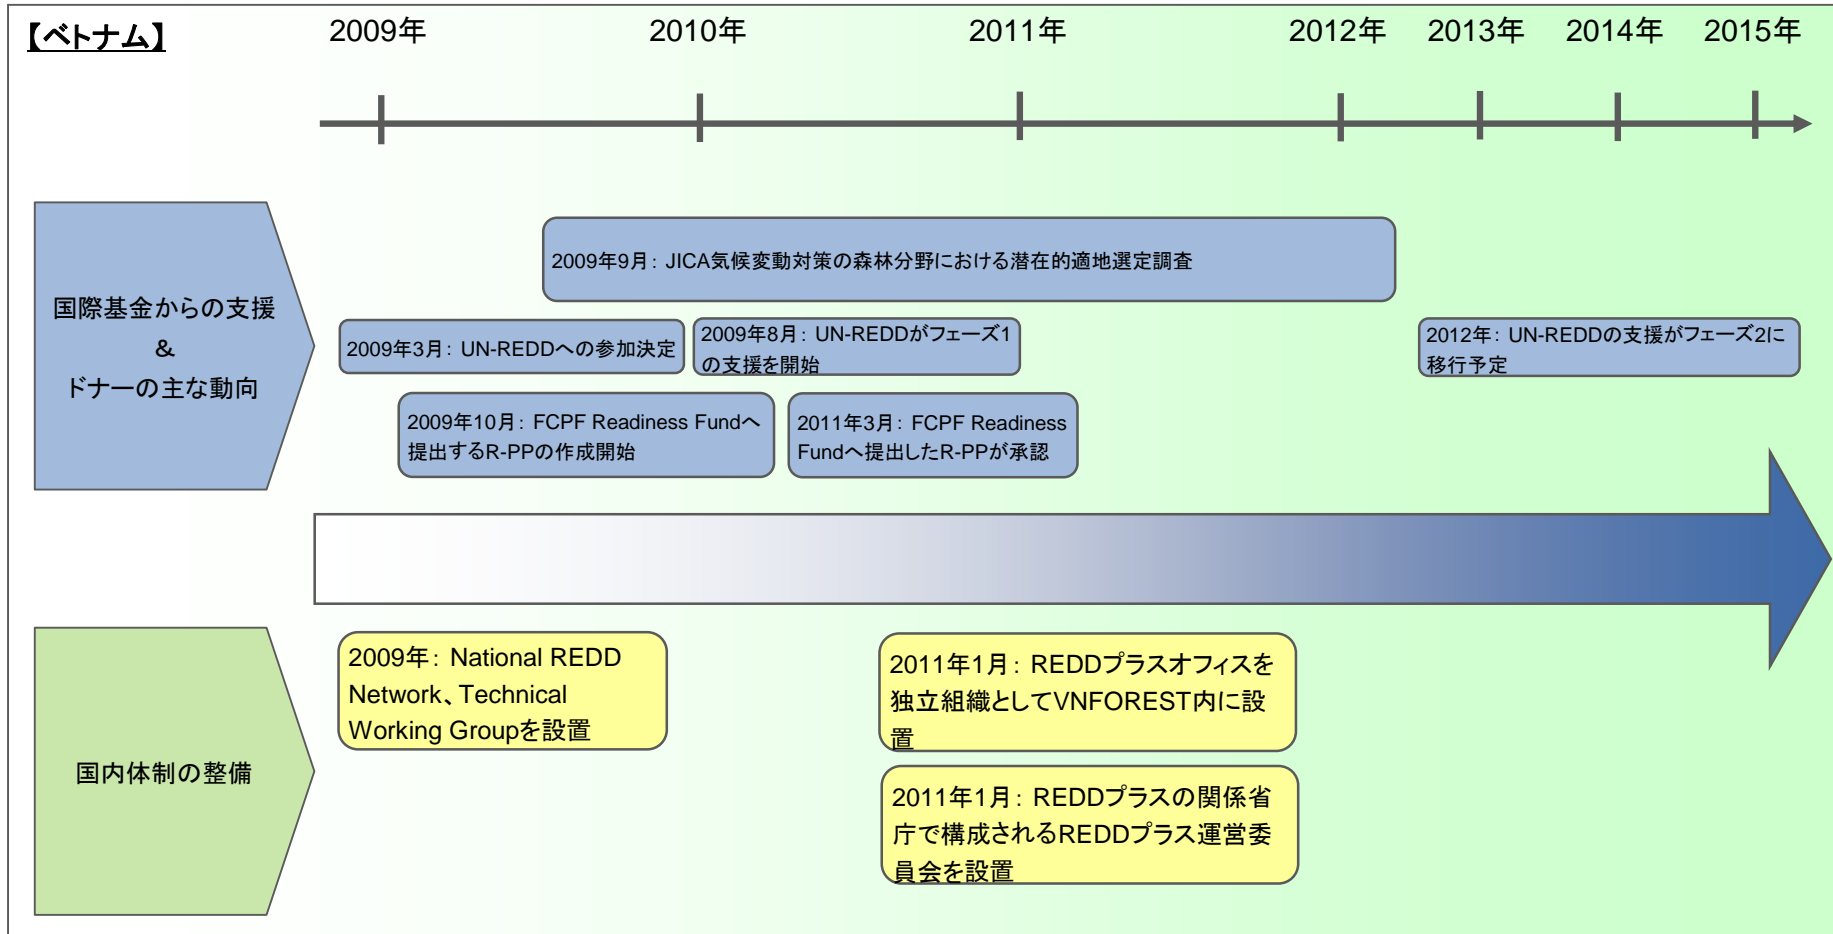 【ベトナム】
2009年 2010年 2011年 2012年 2013年 2014年 2015年
国際基金からの支援
&
ドナーの主な動向
2009年9月：JICA気候変動対策の森林分野における潜在的適地選定調査
2009年3月：UN-REDDへの参加決定
2009年8月：UN-REDDがフェーズ1
の支援を開始
2012年：UN-REDDの支援がフェーズ2に
移行予定
2009年10月：FCPF Readiness Fundへ
提出するR-PPの作成開始
2011年3月：FCPF Readiness
Fundへ提出したR-PPが承認
国内体制の整備
2009年：National REDD
Network、Technical
Working Groupを設置
2011年1月：REDDプラスオフィスを
独立組織としてVNFOREST内に設
置
2011年1月：REDDプラスの関係省
庁で構成されるREDDプラス運営委
員会を設置